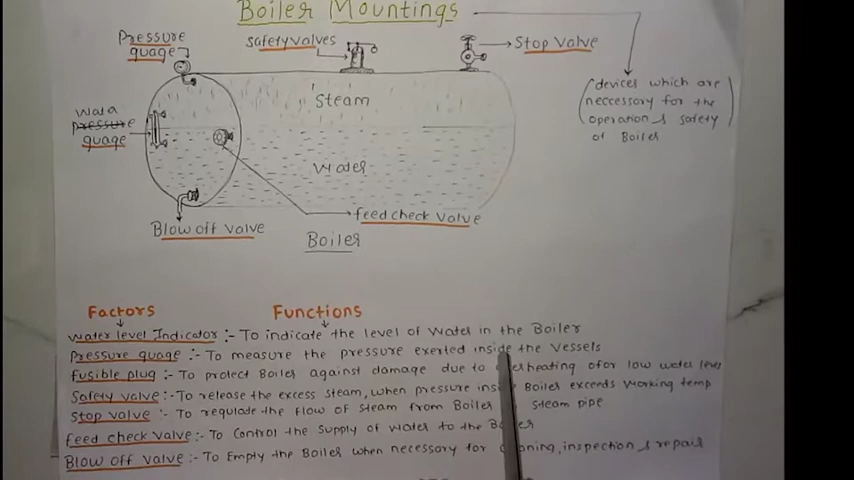 Boiler Mountings
Pressure
guage
Safety valves
Stop valve
(devices which are
neccessary for the
operation & safety
of Boiler)
Steam
Wata
pressure
guage
Water
Blow off valve
feed check valve
Boiler
Factors
Functions
Water level Indicator :- To indicate the level of Water in the Boiler
Pressure guage :- To measure the pressure exerted inside the Vessels
Fusible plug :- To protect Boiler against damage due to heating for low water level
Safety valve :- To release the excess steam, when pressure Boiler exceeds working temp
Stop valve :- To regulade the flow of steam from Boiler steam pipe
feed check valve :- To Control the supply of water to the
Blow off valve :- To Empty the Boiler when necessary for inspection & repair